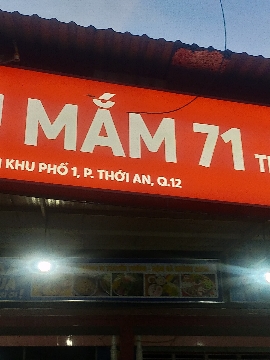 MẮM 71
KHU PHỐ 1, P. THỚI AN, Q.12